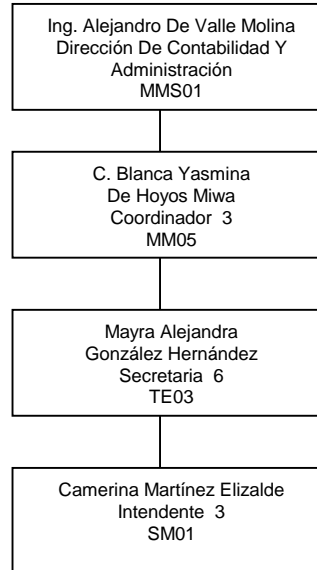 Ing. Alejandro De Valle Molina
Dirección De Contabilidad Y
Administración
MMS01
C. Blanca Yasmina
De Hoyos Miwa
Coordinador 3
MM05
Mayra Alejandra
González Hernández
Secretaria 6
TE03
Camerina Martínez Elizalde
Intendente 3
SM01